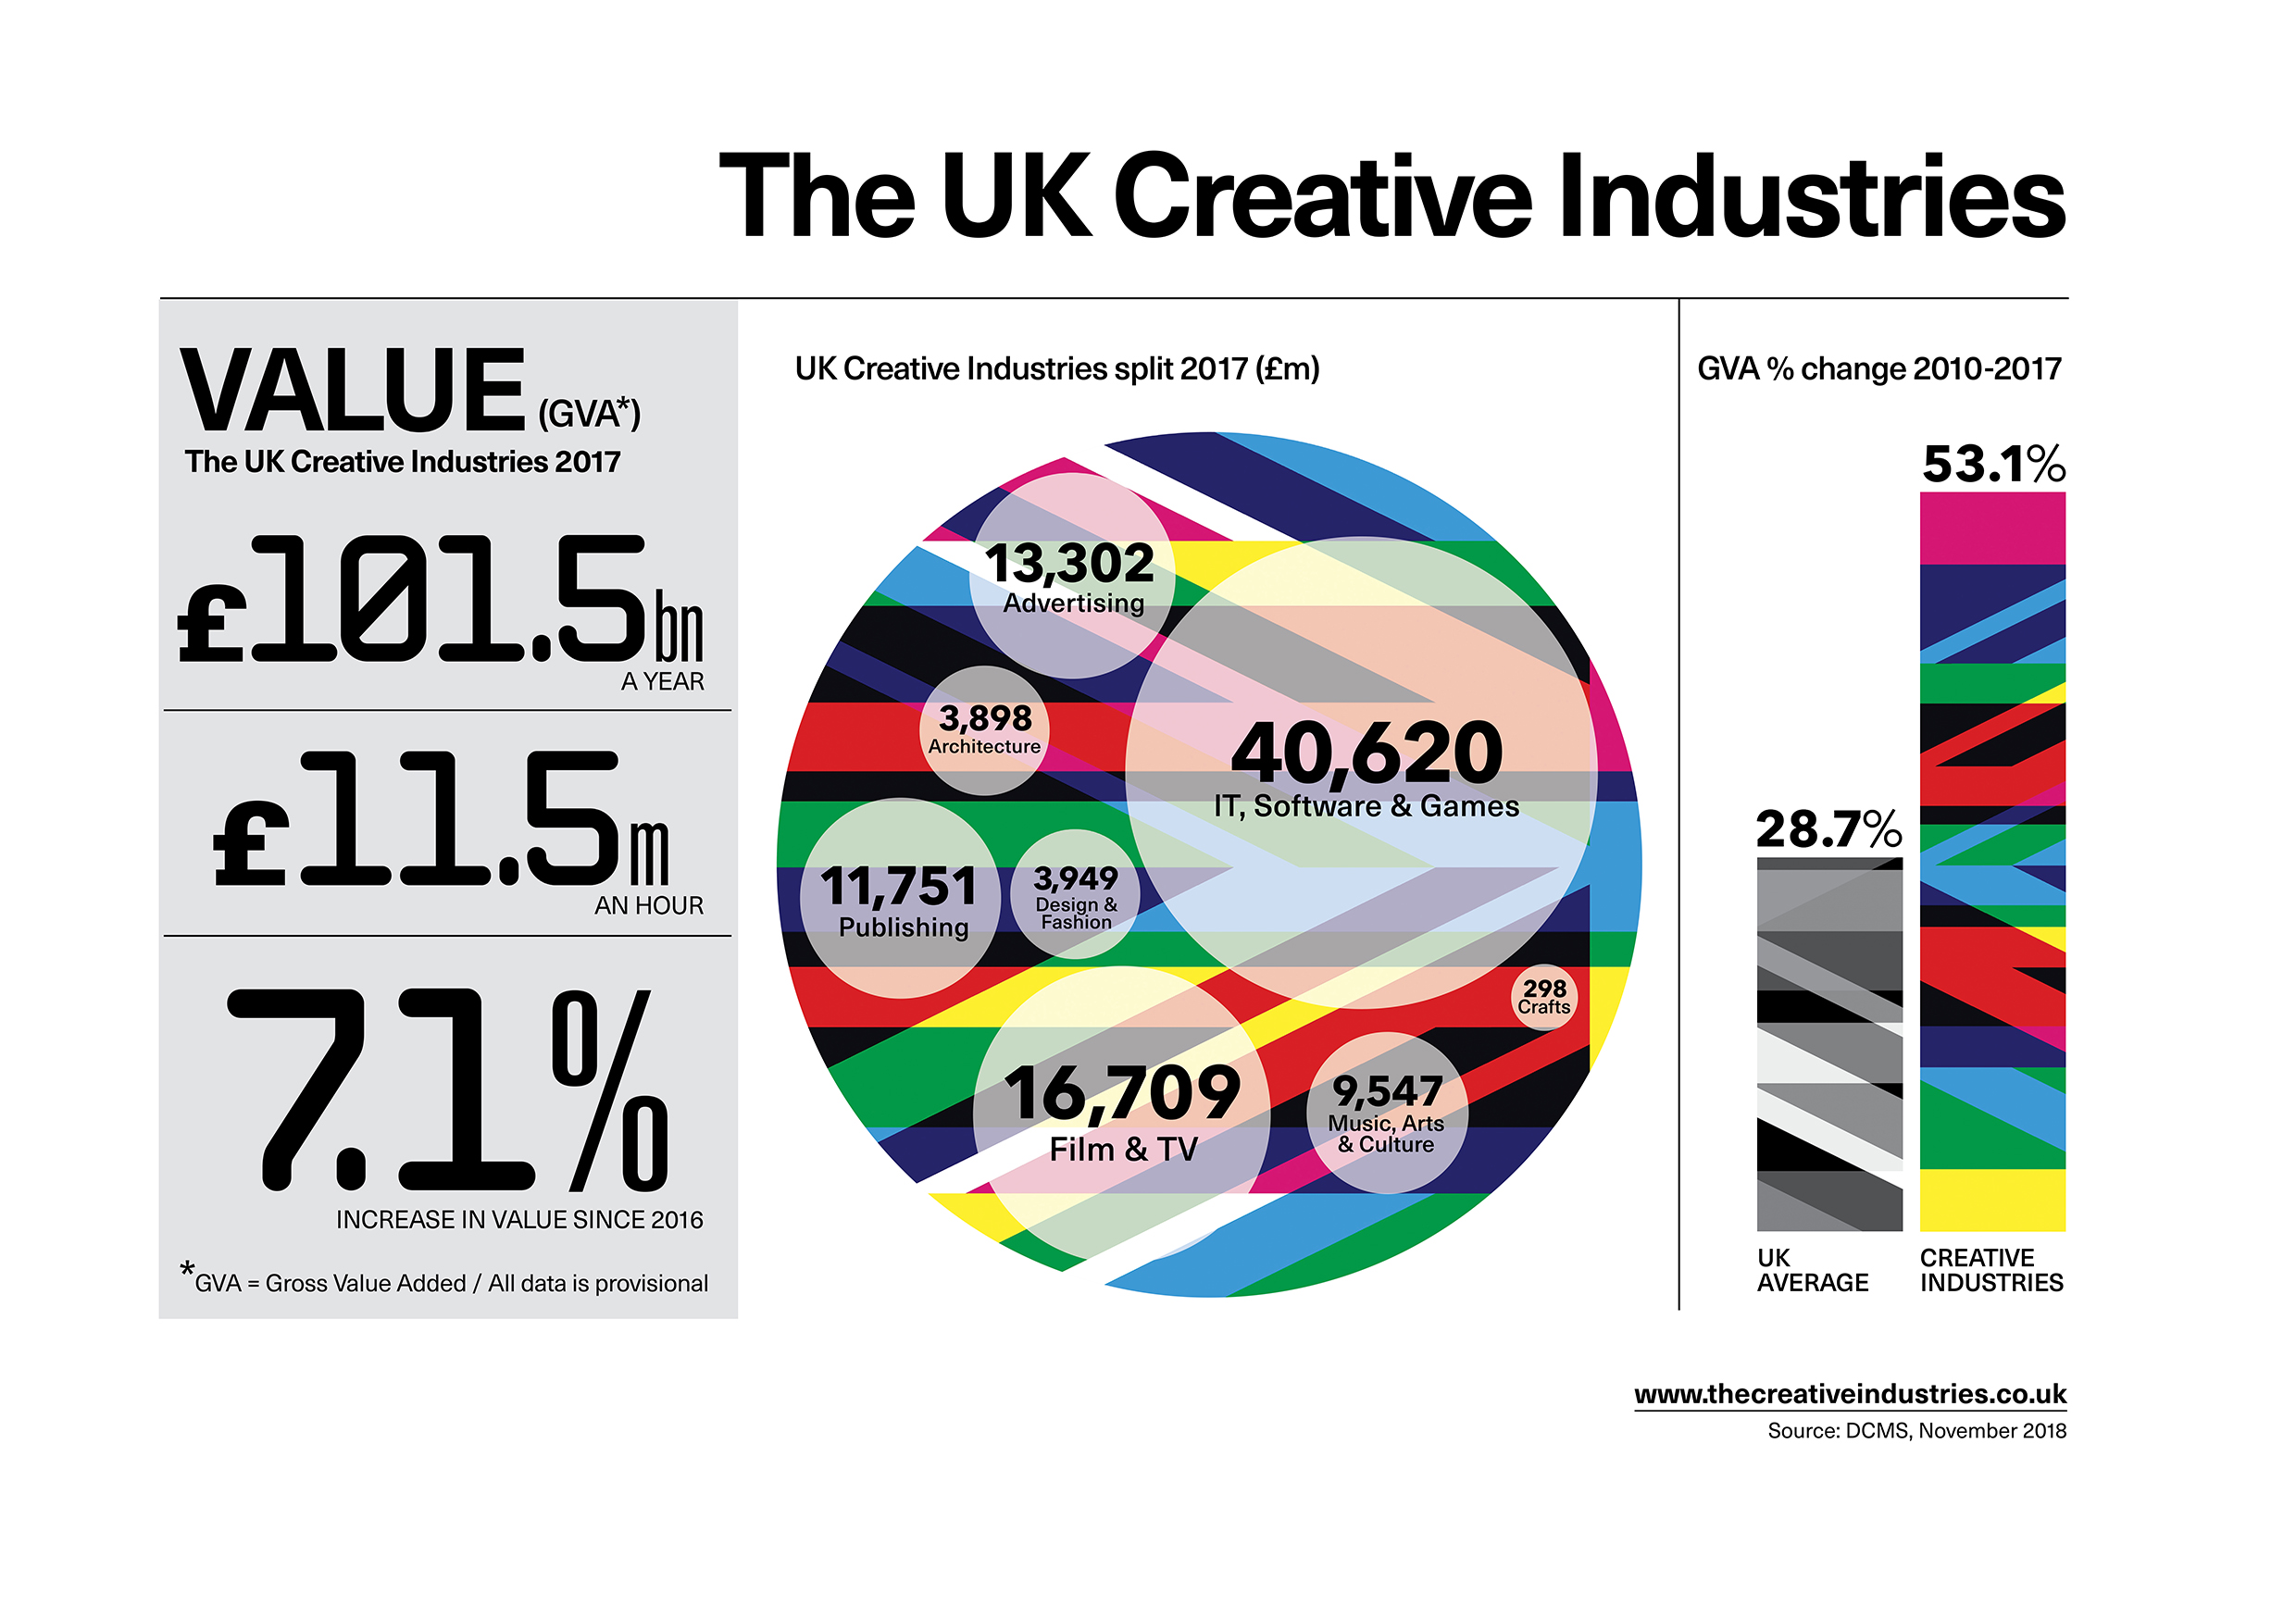 The UK Creative Industries
VALUE (GVA*)
The UK Creative Industries 2017
£101.5bn
A YEAR
£11.5m
AN HOUR
7.1%
INCREASE IN VALUE SINCE 2016
*GVA = Gross Value Added / All data is provisional
UK Creative Industries split 2017 (£m)
13,302
Advertising
3,898
Architecture
40,620
IT, Software & Games
11,751
Publishing
3,949
Design &
Fashion
298
Crafts
16,709
Film & TV
9,547
Music, Arts
& Culture
GVA % change 2010-2017
53.1%
28.7%
UK
AVERAGE
CREATIVE
INDUSTRIES
www.thecreativeindustries.co.uk
Source: DCMS, November 2018